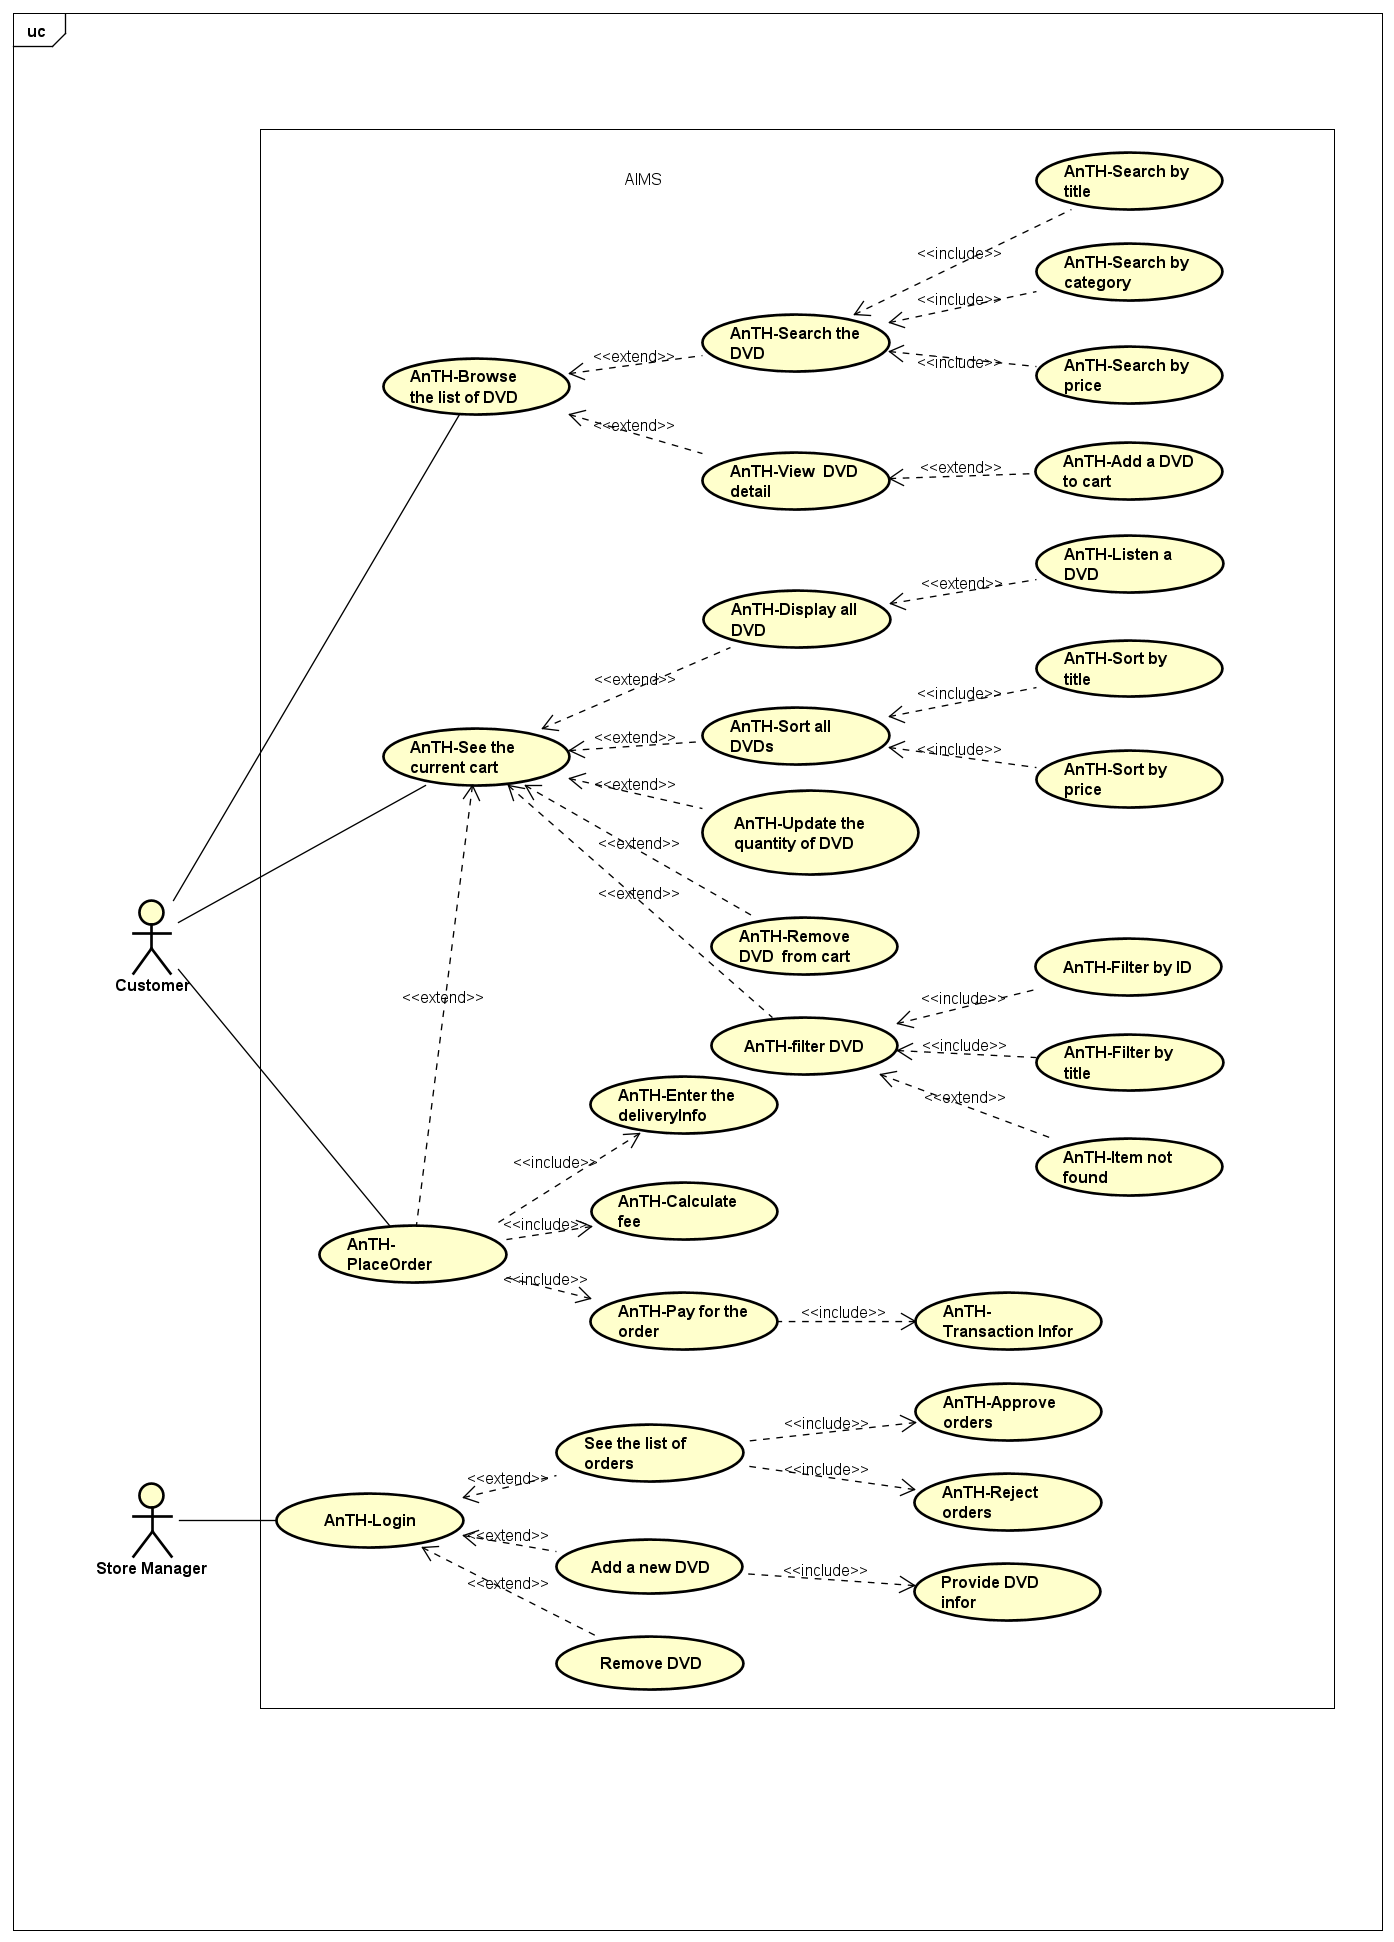 uc
AIMS
AnTH-Search by
title
<<include>>
AnTH-Search by
category
<<include>>
AnTH-Search the
DVD
<<extend>>
<<include>>
AnTH-Search by
price
AnTH-Browse
the list of DVD
<<extend>>
AnTH-View  DVD
detail
<<extend>>
AnTH-Add a DVD
to cart
AnTH-Listen a
DVD
<<extend>>
AnTH-Display all
DVD
<<extend>>
AnTH-Sort by
title
<<include>>
AnTH-Sort all
DVDs
<<extend>>
AnTH-See the
current cart
<<include>>
AnTH-Sort by
price
<<extend>>
AnTH-Update the
quantity of DVD
<<extend>>
<<extend>>
AnTH-Remove
DVD  from cart
AnTH-Filter by ID
Customer
<<extend>>
<<include>>
AnTH-filter DVD
<<include>>
AnTH-Filter by
title
AnTH-Enter the
deliveryInfo
<<extend>>
<<include>>
AnTH-Item not
found
AnTH-Calculate
fee
<<include>>
AnTH-
PlaceOrder
<<include>>
AnTH-Pay for the
order
<<include>>
AnTH-
Transaction Infor
AnTH-Approve
orders
<<include>>
See the list of
orders
<<include>>
<<extend>>
AnTH-Reject
orders
AnTH-Login
<<extend>>
Store Manager
Add a new DVD
<<include>>
Provide DVD
infor
<<extend>>
Remove DVD